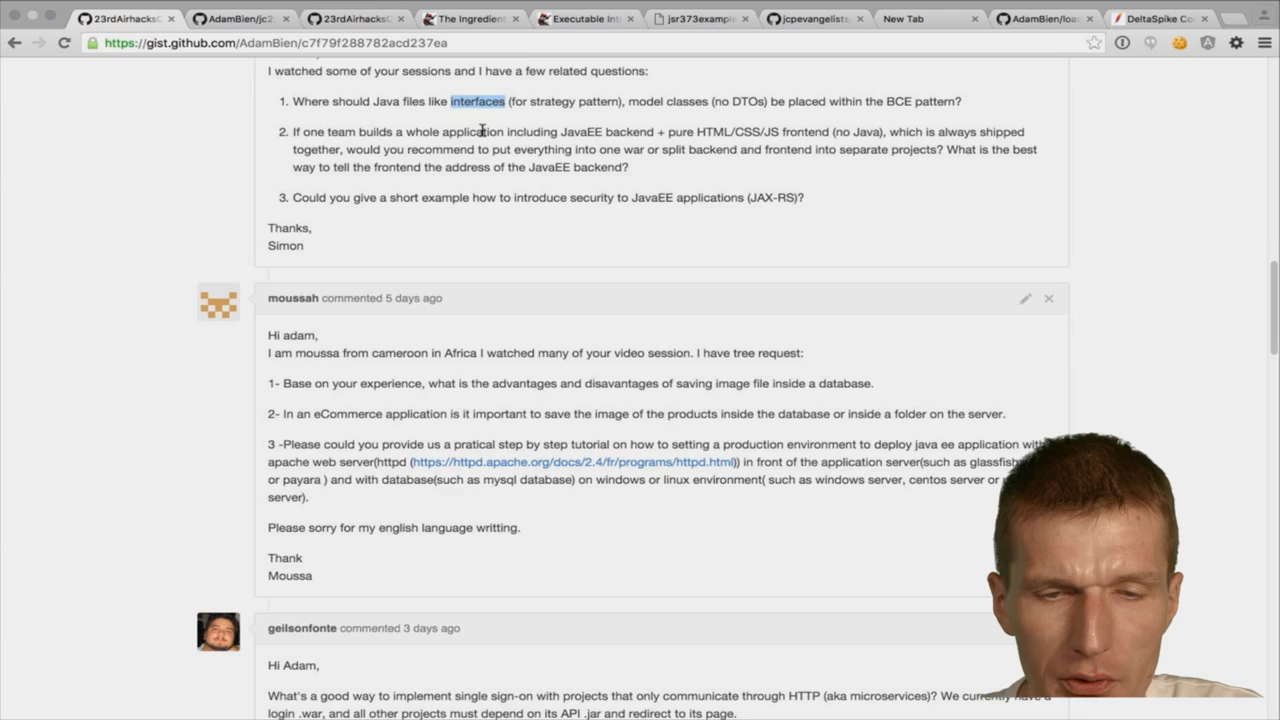 23rdAirhacksQ
AdamBien/jc2
23rdAirhacksQ
The Ingredient
Executable Int
jsr373example
jcpevangelists
New Tab
AdamBien/loa
DeltaSpike Co
https://gist.github.com/AdamBien/c7f79f288782acd237ea
I watched some of your sessions and I have a few related questions:
1. Where should Java files like interfaces (for strategy pattern), model classes (no DTOs) be placed within the BCE pattern?
2. If one team builds a whole application including JavaEE backend + pure HTML/CSS/JS frontend (no Java), which is always shipped
together, would you recommend to put everything into one war or split backend and frontend into separate projects? What is the best
way to tell the frontend the address of the JavaEE backend?
3. Could you give a short example how to introduce security to JavaEE applications (JAX-RS)?
Thanks,
Simon
moussah commented 5 days ago
Hi adam,
I am moussa from cameroon in Africa I watched many of your video session. I have tree request:
1- Base on your experience, what is the advantages and disavantages of saving image file inside a database.
2- In an eCommerce application is it important to save the image of the products inside the database or inside a folder on the server.
3 -Please could you provide us a pratical step by step tutorial on how to setting a production environment to deploy java ee application with
apache web server(httpd (https://httpd.apache.org/docs/2.4/fr/programs/httpd.html)) in front of the application server(such as glassfish
or payara ) and with database(such as mysql database) on windows or linux environment( such as windows server, centos server or
server).
Please sorry for my english language writting.
Thank
Moussa
geilsonfonte commented 3 days ago
Hi Adam,
What's a good way to implement single sign-on with projects that only communicate through HTTP (aka microservices)? We currently have a
login .war, and all other projects must depend on its API .jar and redirect to its page.